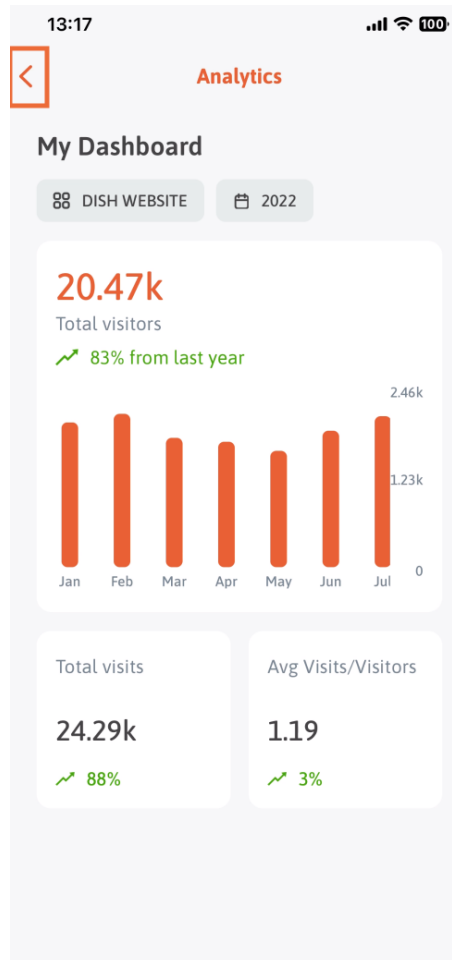 13:17 100
Analytics
My Dashboard
DISH WEBSITE 2022
20.47k
Total visitors
83% from last year
2.46k
1.23k
0
Jan Feb Mar Apr May Jun Jul
Total visits Avg Visits/Visitors
24.29k 1.19
88% 3%